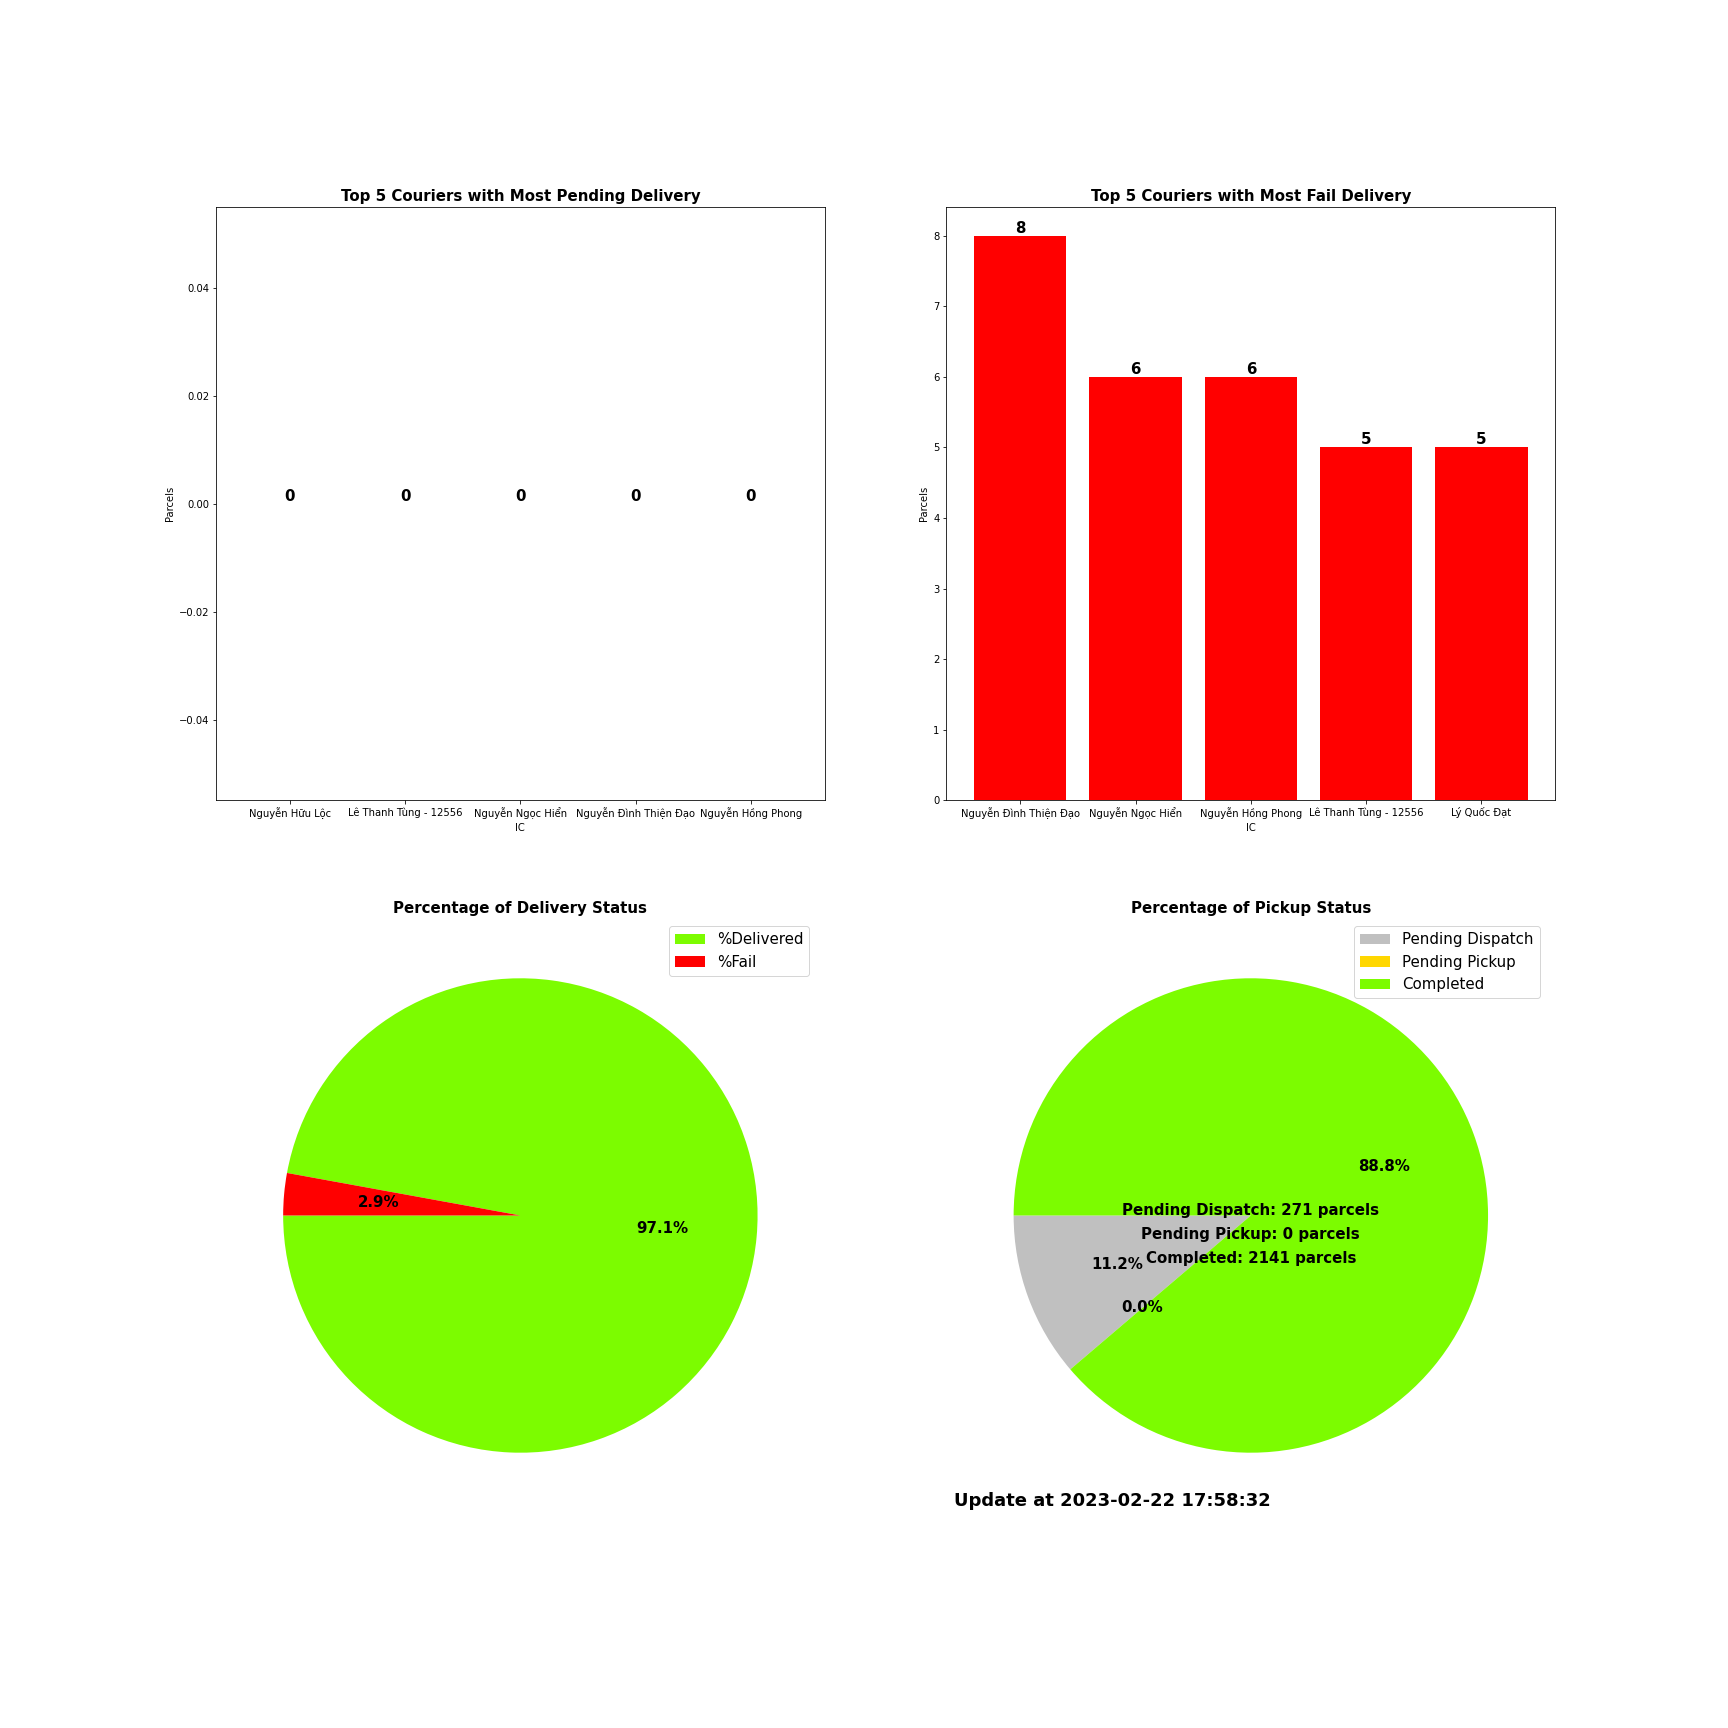 Top 5 Couriers with Most Pending Delivery
0.04
0.02
0.00
−0.02
−0.04
Parcels
0 0 0 0 0
Nguyễn Hữu Lộc Lê Thanh Tùng - 12556 Nguyễn Ngọc Hiển Nguyễn Đình Thiện Đạo Nguyễn Hồng Phong
IC
Top 5 Couriers with Most Fail Delivery
8
7
6
5
4
3
2
1
0
Parcels
8 6 6 5 5
Nguyễn Đình Thiện Đạo Nguyễn Ngọc Hiển Nguyễn Hồng Phong Lê Thanh Tùng - 12556 Lý Quốc Đạt
IC
Percentage of Delivery Status
%Delivered
%Fail
2.9%
97.1%
Percentage of Pickup Status
Pending Dispatch
Pending Pickup
Completed
88.8%
Pending Dispatch: 271 parcels
Pending Pickup: 0 parcels
Completed: 2141 parcels
11.2%
0.0%
Update at 2023-02-22 17:58:32